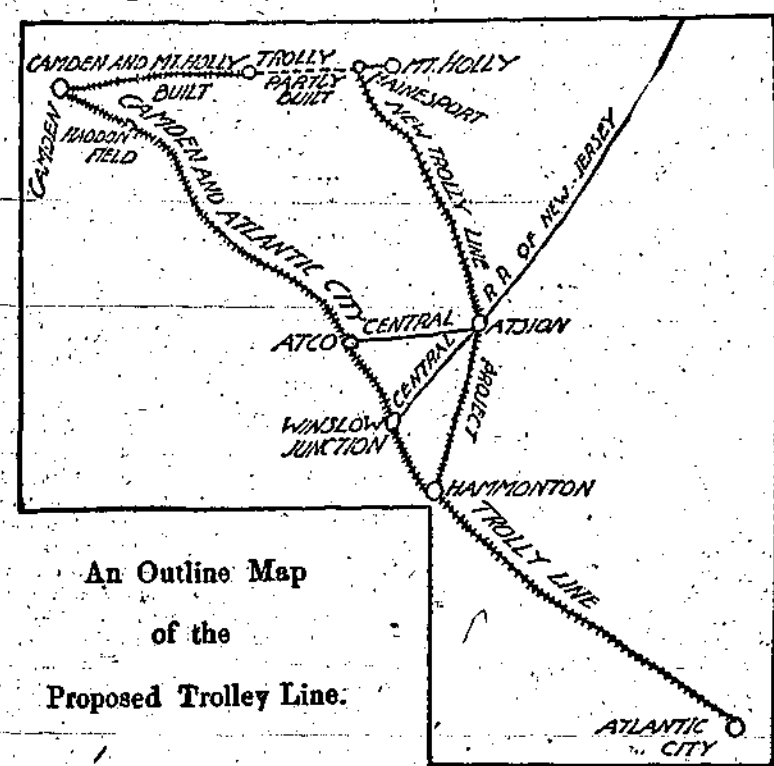 CAMDEN AND MT. HOLLY TROLLY
BUILT
PARTLY
BUILT
MT. HOLLY
HAINESPORT
CAMDEN
HADDON
FIELD
CAMDEN AND ATLANTIC CITY
NEW TROLLY LINE
R R OF NEW-JERSEY
ATCO
CENTRAL
ATSION
CENTRAL
PROJECT
WINSLOW
JUNCTION
HAMMONTON
TROLLY LINE
ATLANTIC
CITY
An Outline Map
of the
Proposed Trolley Line.